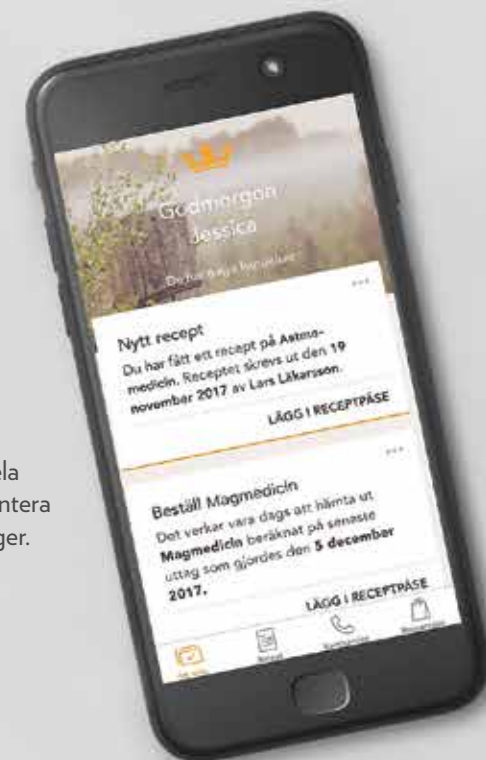 ela
ntera
ger.
Godmorgon
Jessica
Du har
Nytt recept
Du har fått ett recept på Astma-
medicin. Receptet skrevs ut den 19
november 2017 av Lars Läkarsson.
LÄGG I RECEPTPÅSE
Beställ Magmedicin
Det verkar vara dags att hämta ut
Magmedicin beräknat på senaste
uttag som gjordes den 5 december
2017.
LÄGG I RECEPTPÅSE